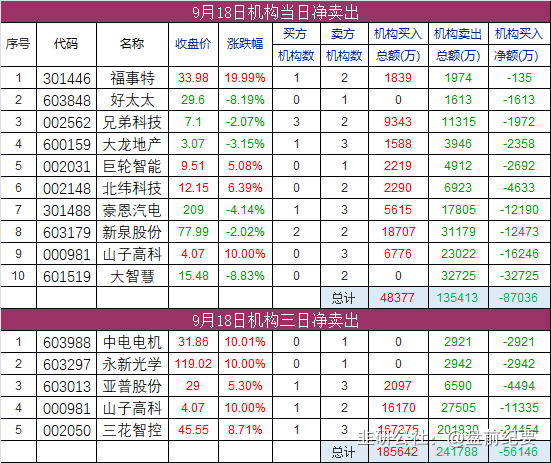 9月18日机构当日净卖出
序号 代码 名称 收盘价 涨跌幅 买方机构数 卖方机构数 机构买入总额(万) 机构卖出总额(万) 机构买入净额(万)
1 301446 福事特 33.98 19.99% 1 2 1839 1974 -135
2 603848 好太太 29.6 -8.19% 0 1 0 1613 -1613
3 002562 兄弟科技 7.1 -2.07% 3 2 9343 11315 -1972
4 600159 大龙地产 3.07 -3.15% 1 3 1588 3946 -2358
5 002031 巨轮智能 9.51 5.08% 0 1 2219 4912 -2692
6 002148 北纬科技 12.15 6.39% 0 2 2290 6923 -4633
7 301488 豪恩汽电 209 -4.14% 1 3 5615 17805 -12190
8 603179 新泉股份 77.99 -2.02% 2 2 18707 31179 -12473
9 000981 山子高科 4.07 10.00% 0 3 6776 23022 -16246
10 601519 大智慧 15.48 -8.83% 0 2 0 32725 -32725
总计 48377 135413 -87036
9月18日机构三日净卖出
1 603988 中电电机 31.86 10.01% 0 1 0 2921 -2921
2 603297 永新光学 119.02 10.00% 0 1 0 2942 -2942
3 603013 亚普股份 29 5.30% 1 3 2097 6590 -4494
4 000981 山子高科 4.07 10.00% 1 2 16170 27505 -11335
5 002050 三花智控 45.55 8.71% 1 3
总计 185642 241788 -56146
韭研公社：@盘前纪要